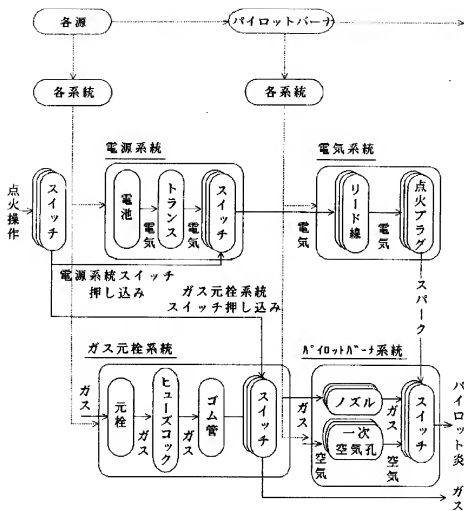 各源
パイロットバーナ
各系統
各系統
電源系統
電気系統
点火操作
スイッチ
電池
電気
トランス
電気
スイッチ
電気
リード線
電気
点火プラグ
電源系統スイッチ
押し込み
ガス元栓系統
スイッチ押し込み
スパーク
ガス元栓系統
パイロットバーナ系統
ガス
元栓
ガス
ヒューズコック
ガス
ゴム管
スイッチ
ガス
ノズル
ガス
空気
一次
空気孔
空気
スイッチ
パイロット炎
ガス